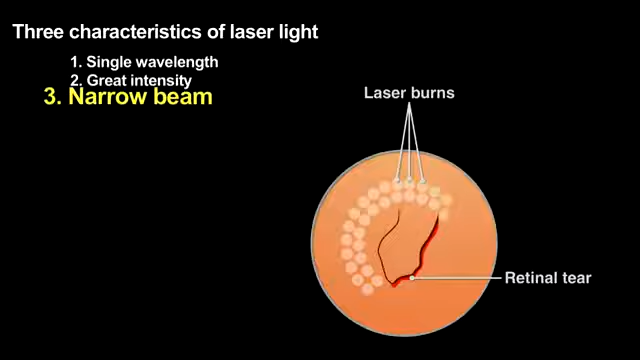 Three characteristics of laser light
1. Single wavelength
2. Great intensity
3. Narrow beam
Laser burns
Retinal tear